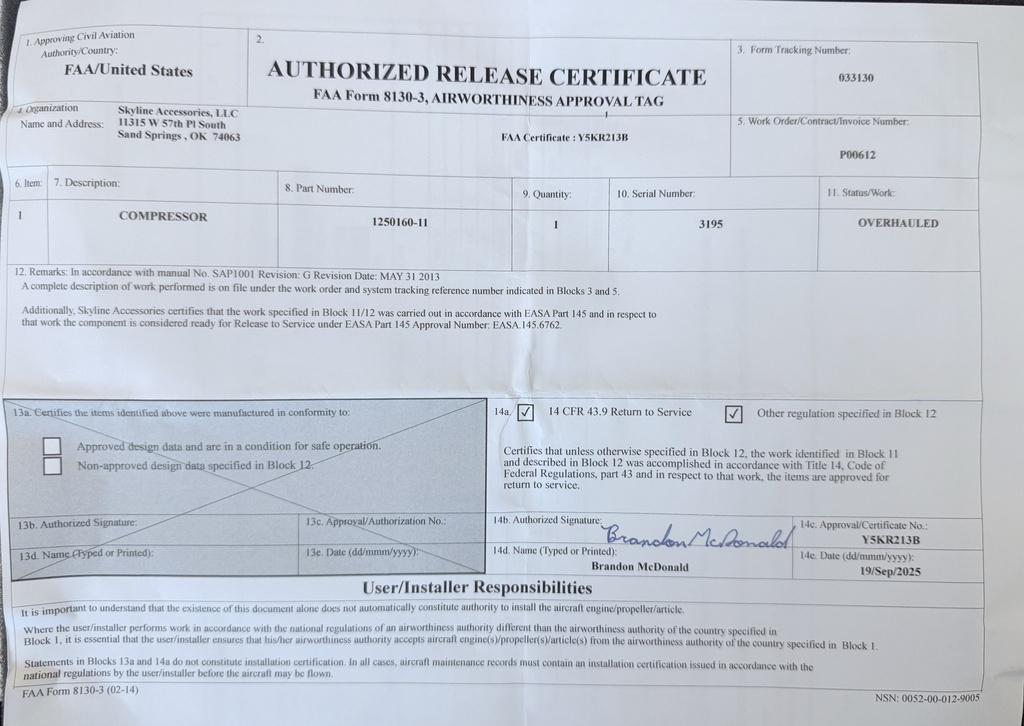 1. Approving Civil Aviation
Authority/Country:
FAA/United States
2.
AUTHORIZED RELEASE CERTIFICATE
FAA Form 8130-3, AIRWORTHINESS APPROVAL TAG
3. Form Tracking Number:
033130
4. Organization
Name and Address:
Skyline Accessories, LLC
11315 W 57th Pl South
Sand Springs , OK 74063
FAA Certificate : Y5KR213B
5. Work Order/Contract/Invoice Number:
P00612
6. Item:
7. Description:
8. Part Number:
9. Quantity:
10. Serial Number:
11. Status/Work:
1
COMPRESSOR
1250160-11
1
3195
OVERHAULED
12. Remarks: In accordance with manual No. SAP1001 Revision: G Revision Date: MAY 31 2013
A complete description of work performed is on file under the work order and system tracking reference number indicated in Blocks 3 and 5.
Additionally, Skyline Accessories certifies that the work specified in Block 11/12 was carried out in accordance with EASA Part 145 and in respect to
that work the component is considered ready for Release to Service under EASA Part 145 Approval Number: EASA.145.6762.
13a. Certifies the items identified above were manufactured in conformity to:
Approved design data and are in a condition for safe operation.
Non-approved design data specified in Block 12.
13b. Authorized Signature:
13c. Approval/Authorization No.:
13d. Name (Typed or Printed):
13e. Date (dd/mmm/yyyy):
14a.
14 CFR 43.9 Return to Service
Other regulation specified in Block 12
Certifies that unless otherwise specified in Block 12, the work identified in Block 11
and described in Block 12 was accomplished in accordance with Title 14, Code of
Federal Regulations, part 43 and in respect to that work, the items are approved for
return to service.
14b. Authorized Signature:
Brandon McDonald
14c. Approval/Certificate No.:
Y5KR213B
14d. Name (Typed or Printed):
Brandon McDonald
14e. Date (dd/mmm/yyyy):
19/Sep/2025
User/Installer Responsibilities
It is important to understand that the existence of this document alone does not automatically constitute authority to install the aircraft engine/propeller/article.
Where the user/installer performs work in accordance with the national regulations of an airworthiness authority different than the airworthiness authority of the country specified in
Block 1, it is essential that the user/installer ensures that his/her airworthiness authority accepts aircraft engine(s)/propeller(s)/article(s) from the airworthiness authority of the country specified in Block 1.
Statements in Blocks 13a and 14a do not constitute installation certification. In all cases, aircraft maintenance records must contain an installation certification issued in accordance with the
national regulations by the user/installer before the aircraft may be flown.
FAA Form 8130-3 (02-14)
NSN: 0052-00-012-9005